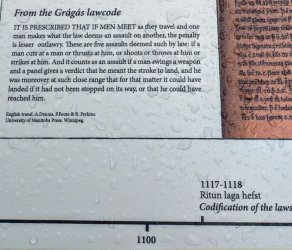 From the Grágás lawcode
IT IS PRESCRIBED THAT IF MEN MEET as they travel and one
man makes what the law deems an assault on another, the penalty
is lesser outlawry. These are five assaults deemed such by law: if a
man cuts at a man or thrusts at him, or shoots or throws at him or
strikes at him. And it counts as an assault if a man swings a weapon
and a panel gives a verdict that he meant the stroke to land, and he
was moreover at such close range that for that matter it could have
landed if it had not been stopped on its way, or that he could have
reached him.
English transl. A.Dennis, P.Foote & R. Perkins.
University of Manitoba Press, Winnipeg.
1117-1118
Ritun laga hefst
Codification of the laws
1100